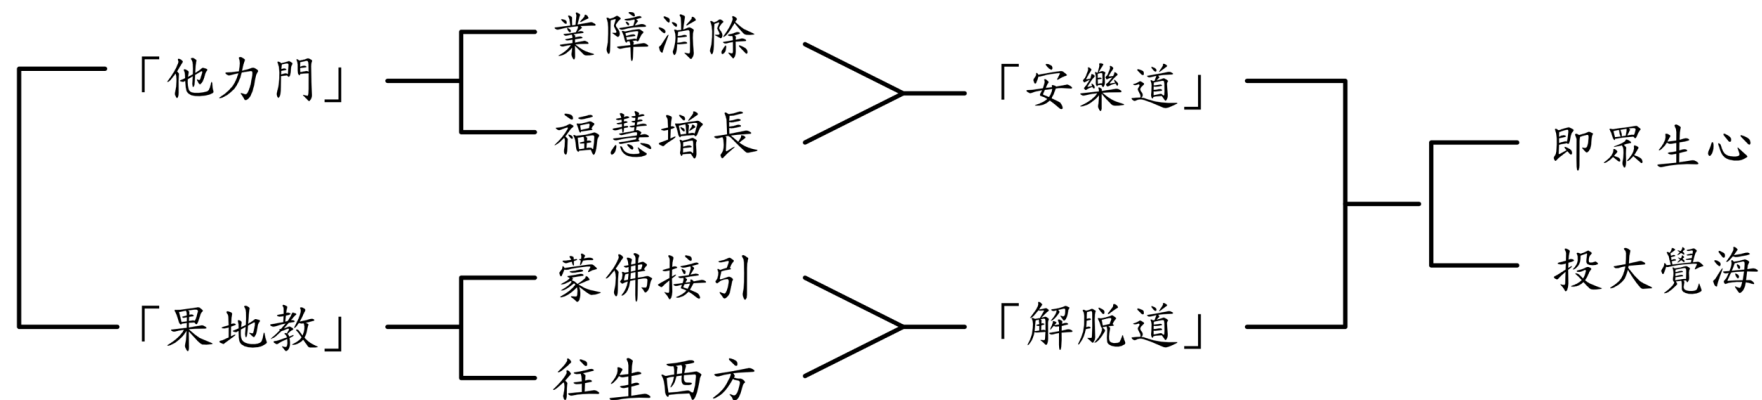 「他力門」
業障消除
福慧增長
「安樂道」
「果地教」
蒙佛接引
往生西方
「解脱道」
即眾生心
投大覺海